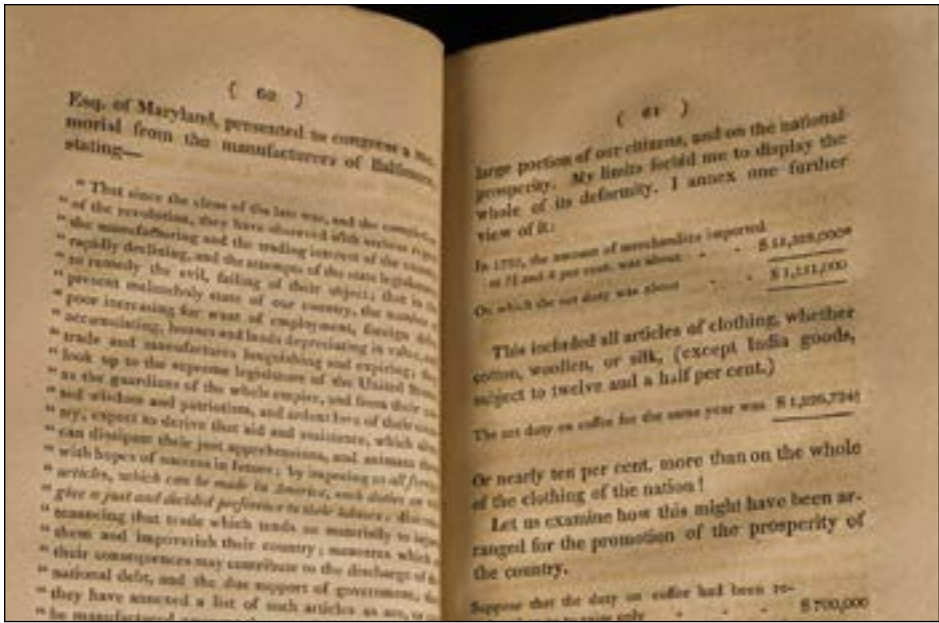 ( 60 )
Esq. of Maryland, presented to congress a me-
morial from the manufacturers of Baltimore,
stating—
" That since the close of the late war, and the completion
" of the revolution, they have observed with serious regret
" the manufacturing and the trading interest of the country
" rapidly declining, and the attempts of the state legislatures
" to remedy the evil, failing of their object; that in the
" present melancholy state of our country, the number of
" poor increasing for want of employment, foreign debts
" accumulating, houses and lands depreciating in value, and
" trade and manufactures languishing and expiring; they
" look up to the supreme legislature of the United States
" as the guardians of the whole empire, and from their
" ted wisdom and patriotism, and ardent love of their coun-
" try, expect to derive that aid and assistance, which alone
" can dissipate their just apprehensions, and animate them
" with hopes of success in future; by imposing on all foreign
" articles, which can be made in America, such duties as will
" give a just and decided preference to their labours;
" tenancing that trade which tends so materially to
" them and impoverish their country; measures which
" their consequences may contribute to the discharge of the
" national debt, and the due support of government;
" they have annexed a list of such articles as are, or can
" be manufactured
( 61 )
large portion of our citizens, and on the national
prosperity. My limits forbid me to display the
whole of its deformity. I annex one further
view of it:
In the amount of merchandize imported
at 7½ and 8 per cent. was about
On which the net duty was about $ 1,151,000
This included all articles of clothing, whether
cotton, woollen, or silk, (except India goods,
subject to twelve and a half per cent.)
The net duty on coffee for the same year was
Or nearly ten per cent. more than on the whole
of the clothing of the nation!
Let us examine how this might have been ar-
ranged for the promotion of the prosperity of
the country.
Suppose that the duty on coffee had been re-
only $ 700,000